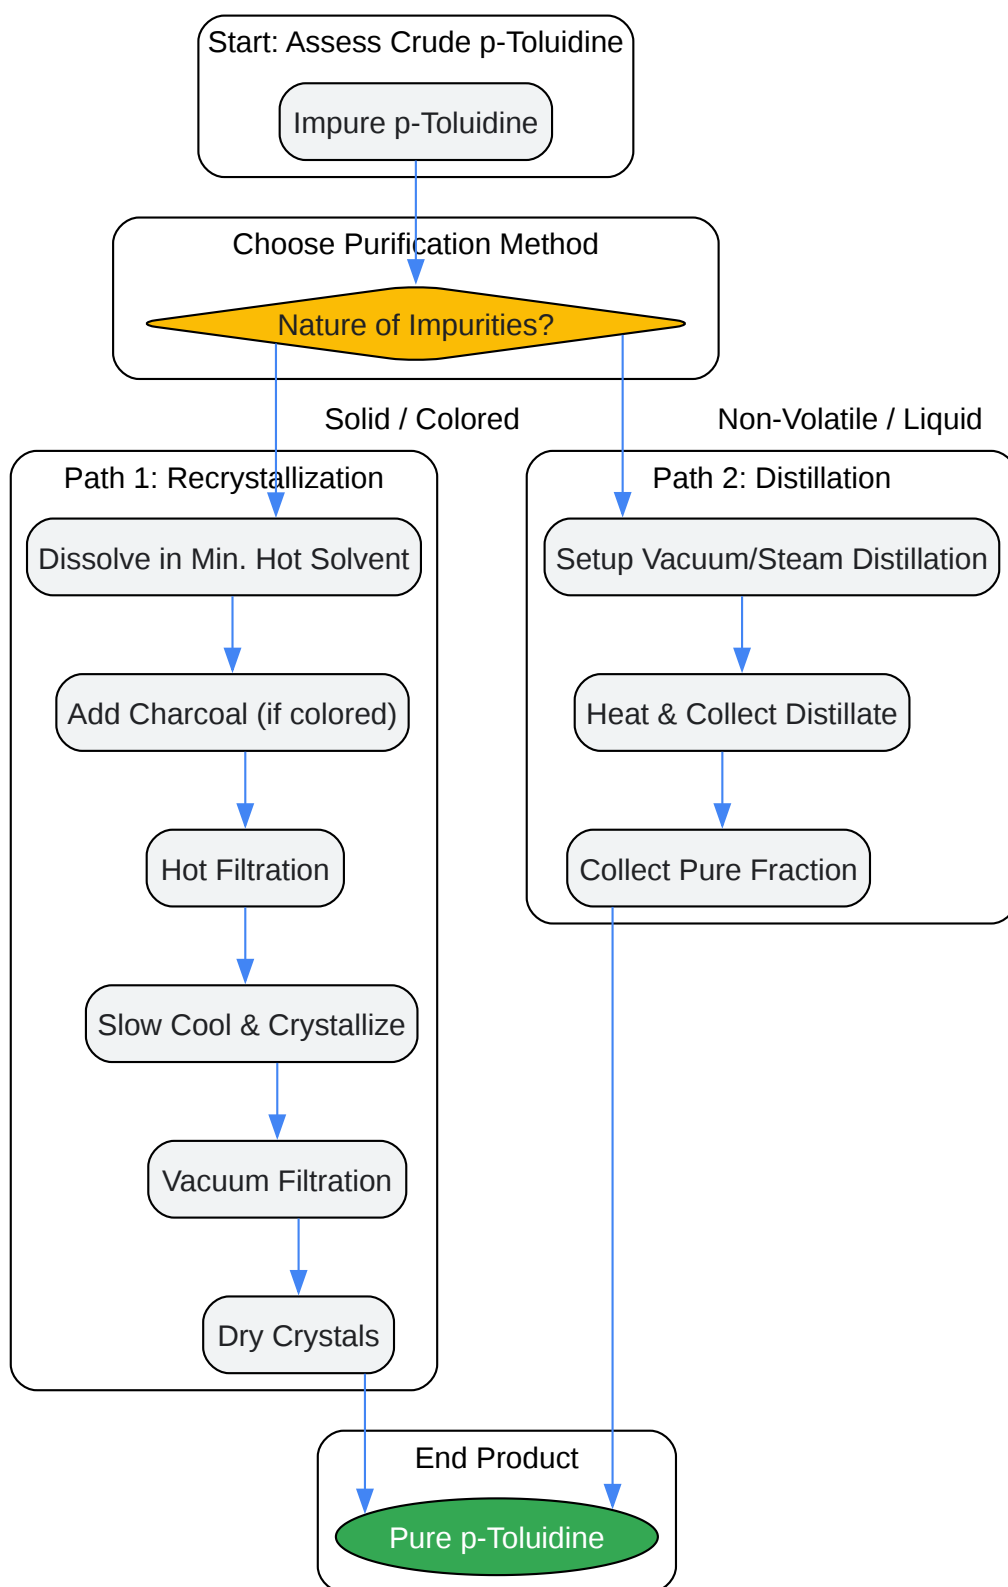 Start: Assess Crude p-Toluidine
Impure p-Toluidine
Choose Purification Method
Nature of Impurities?
Solid / Colored
Non-Volatile / Liquid
Path 1: Recrystallization
Dissolve in Min. Hot Solvent
Add Charcoal (if colored)
Hot Filtration
Slow Cool & Crystallize
Vacuum Filtration
Dry Crystals
Path 2: Distillation
Setup Vacuum/Steam Distillation
Heat & Collect Distillate
Collect Pure Fraction
End Product
Pure p-Toluidine